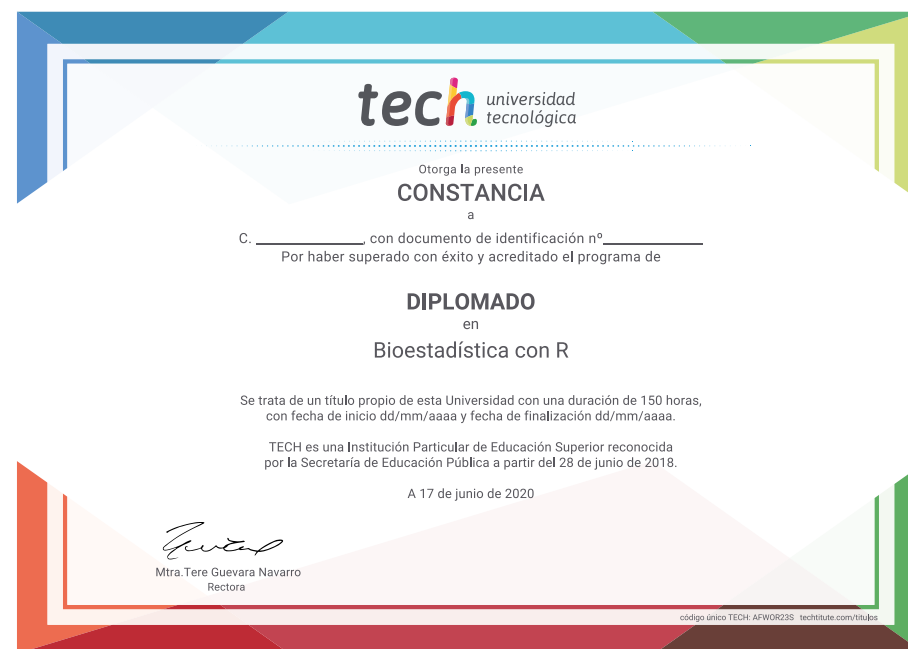 tech universidad
tecnológica
Otorga la presente
CONSTANCIA
a
C. ______________, con documento de identificación nº_____________
Por haber superado con éxito y acreditado el programa de
DIPLOMADO
en
Bioestadística con R
Se trata de un título propio de esta Universidad con una duración de 150 horas,
con fecha de inicio dd/mm/aaaa y fecha de finalización dd/mm/aaaa.
TECH es una Institución Particular de Educación Superior reconocida
por la Secretaría de Educación Pública a partir del 28 de junio de 2018.
A 17 de junio de 2020
Mtra.Tere Guevara Navarro
Rectora
código único TECH: AFWOR23S techtitute.com/titulos